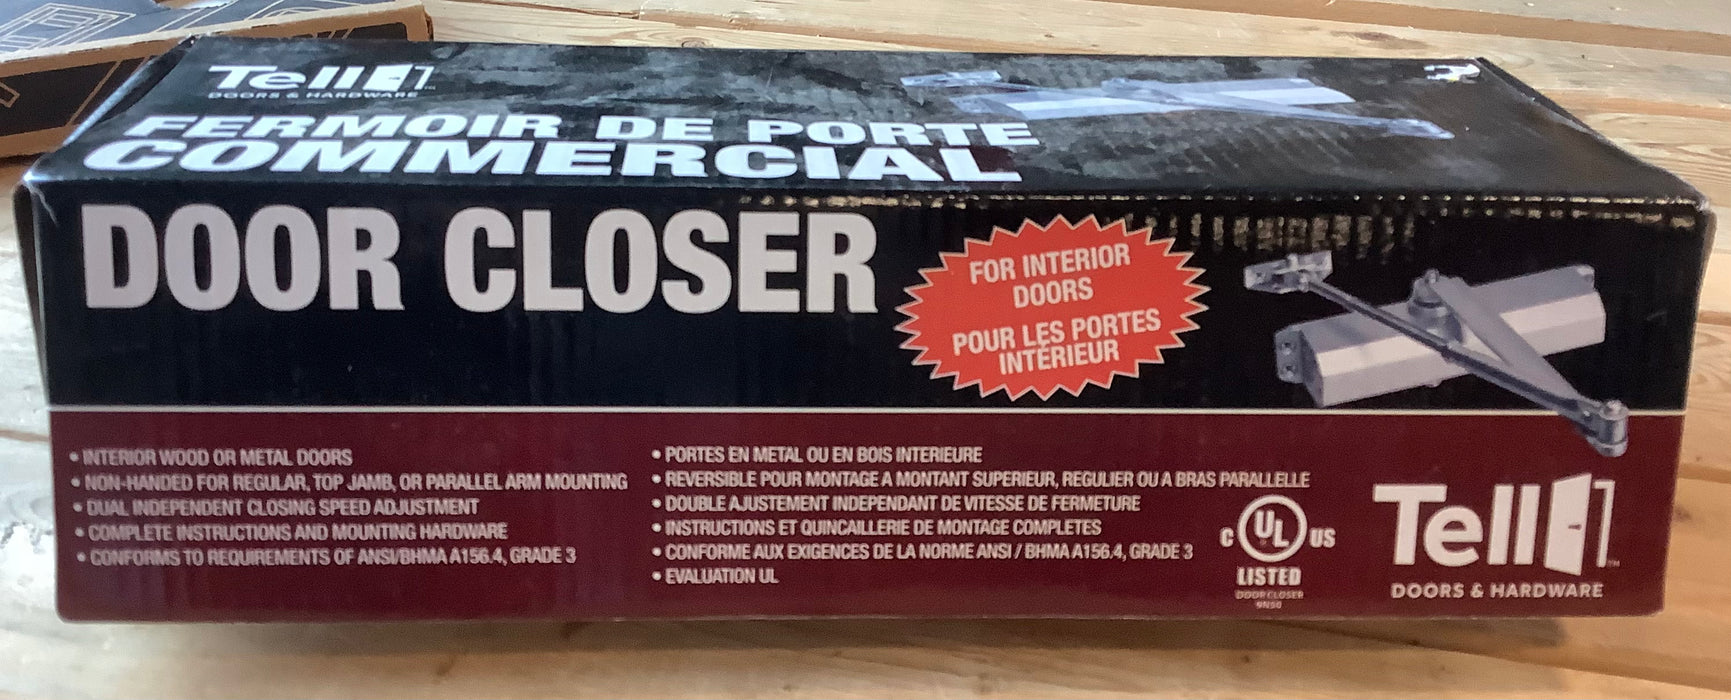 Tell
DOORS & HARDWARE
FERMOIR DE PORTE
COMMERCIAL
DOOR CLOSER
FOR INTERIOR
DOORS
POUR LES PORTES
INTÉRIEUR
• INTERIOR WOOD OR METAL DOORS
• NON-HANDED FOR REGULAR, TOP JAMB, OR PARALLEL ARM MOUNTING
• DUAL INDEPENDENT CLOSING SPEED ADJUSTMENT
• COMPLETE INSTRUCTIONS AND MOUNTING HARDWARE
• CONFORMS TO REQUIREMENTS OF ANSI/BHMA A156.4, GRADE 3
• PORTES EN METAL OU EN BOIS INTERIEURE
• REVERSIBLE POUR MONTAGE A MONTANT SUPERIEUR, REGULIER OU A BRAS PARALLELLE
• DOUBLE AJUSTEMENT INDEPENDANT DE VITESSE DE FERMETURE
• INSTRUCTIONS ET QUINCAILLERIE DE MONTAGE COMPLETES
• CONFORME AUX EXIGENCES DE LA NORME ANSI / BHMA A156.4, GRADE 3
• EVALUATION UL
C UL US
LISTED
DOOR CLOSER
9N50
Tell™
DOORS & HARDWARE